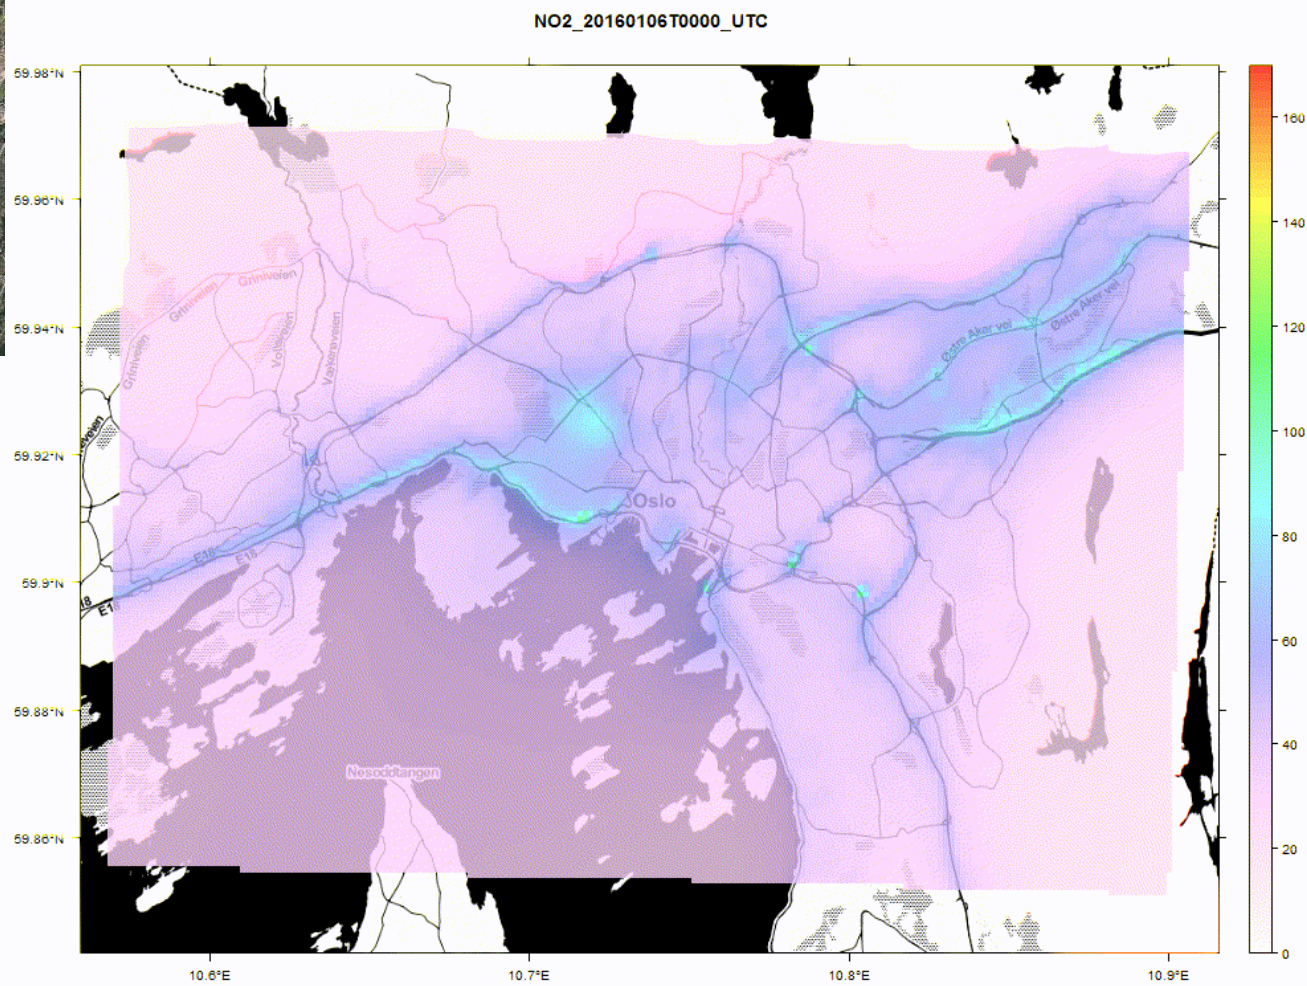 NO2_20160106T0000_UTC
59.98°N
59.96°N
59.94°N
59.92°N
59.9°N
59.88°N
59.86°N
10.6°E
10.7°E
10.8°E
10.9°E
160
140
120
100
80
60
40
20
0
Griniveien
Griniveien
Griniveien
Vækerøveien
Østre Aker vei
Østre Aker vei
Oslo
E18
E18
E18
Nesoddtangen